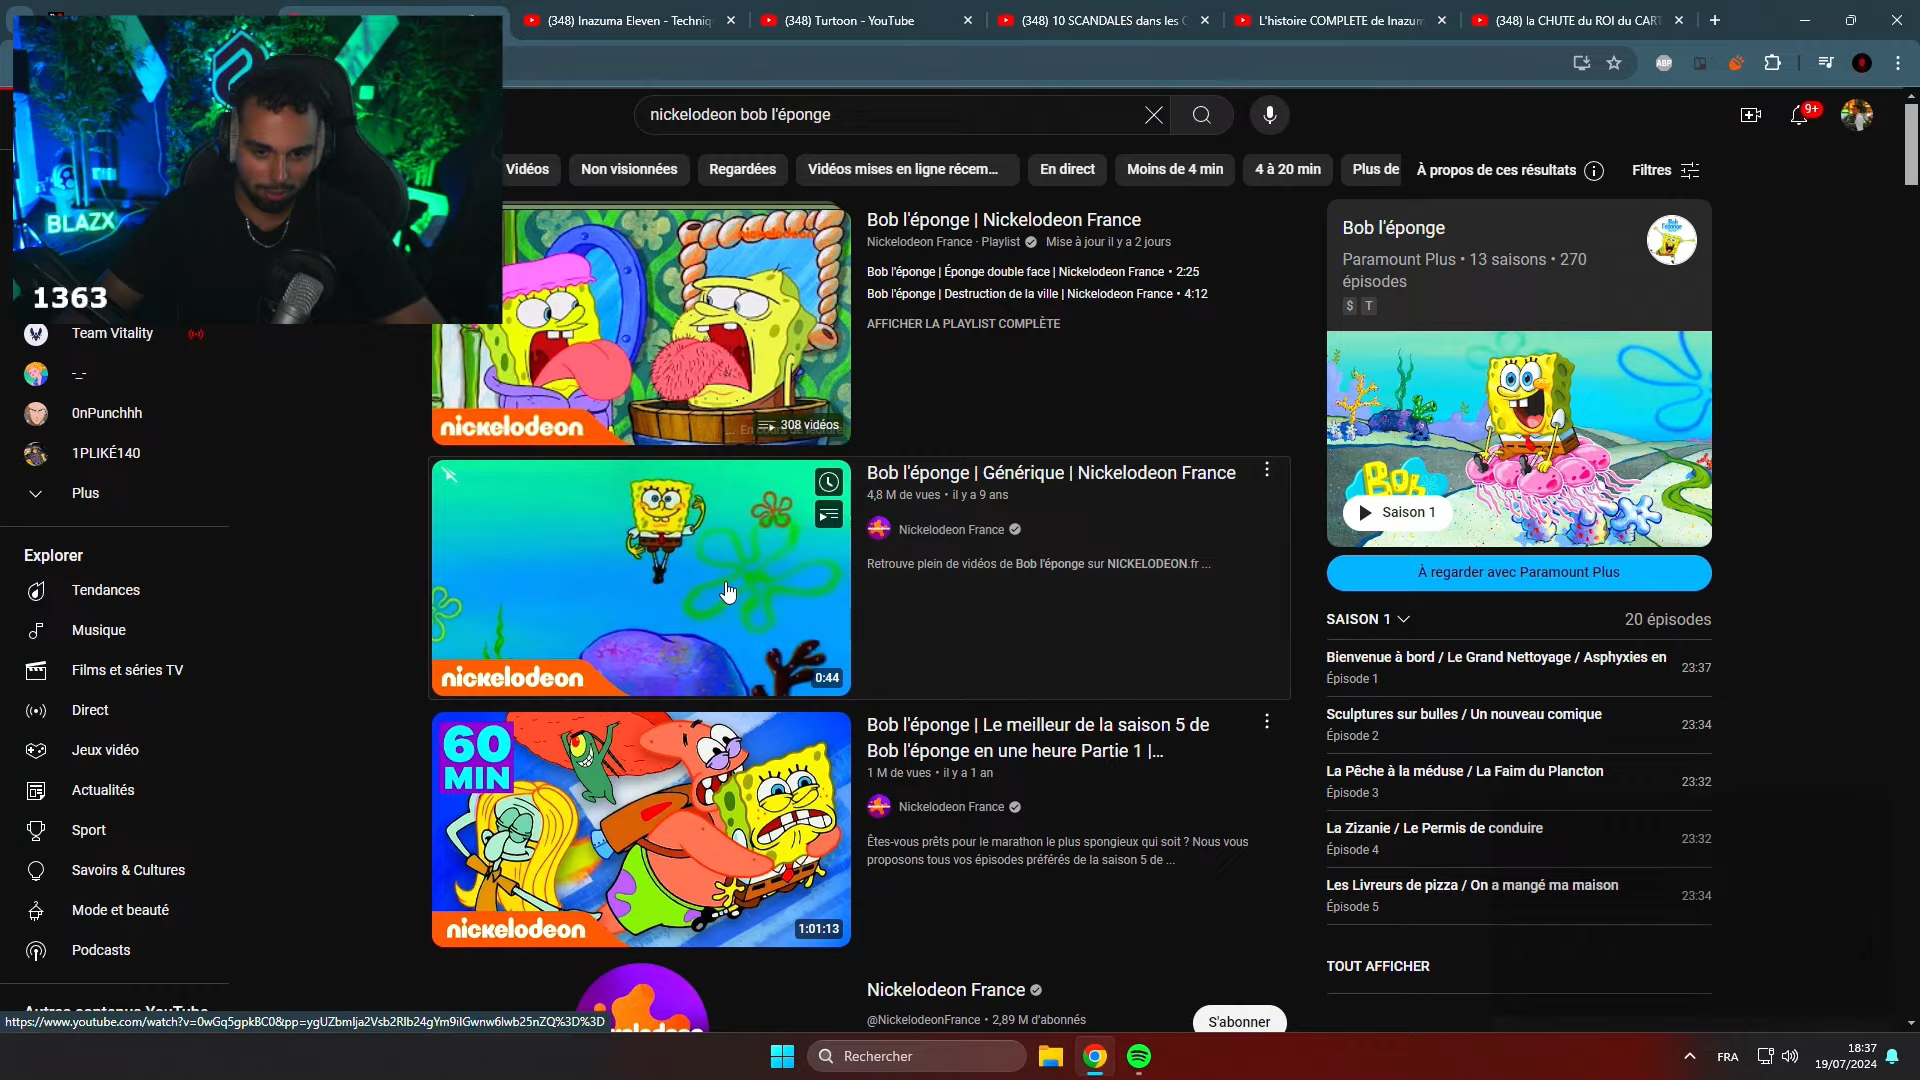 (348) Inazuma Eleven - Techniq
(348) Turtoon - YouTube
(348) 10 SCANDALES dans les
L'histoire COMPLETE de Inazum
(348) la CHUTE du ROI du CART
ABP
nickelodeon bob l'éponge
9+
Vidéos
Non visionnées
Regardées
Vidéos mises en ligne récem...
En direct
Moins de 4 min
4 à 20 min
Plus de
À propos de ces résultats
Filtres
BLAZX
1363
Team Vitality
-_-
0nPunchhh
1PLIKÉ140
Plus
Explorer
Tendances
Musique
Films et séries TV
Direct
Jeux vidéo
Actualités
Sport
Savoirs & Cultures
Mode et beauté
Podcasts
Autres contenus YouTube
nickelodeon
308 vidéos
Bob l'éponge | Nickelodeon France
Nickelodeon France · Playlist Mise à jour il y a 2 jours
Bob l'éponge | Éponge double face | Nickelodeon France • 2:25
Bob l'éponge | Destruction de la ville | Nickelodeon France • 4:12
AFFICHER LA PLAYLIST COMPLÈTE
nickelodeon
0:44
Bob l'éponge | Générique | Nickelodeon France
4,8 M de vues • il y a 9 ans
Nickelodeon France
Retrouve plein de vidéos de Bob l'éponge sur NICKELODEON.fr ...
60
MIN
nickelodeon
1:01:13
Bob l'éponge | Le meilleur de la saison 5 de
Bob l'éponge en une heure Partie 1 |...
1 M de vues • il y a 1 an
Nickelodeon France
Êtes-vous prêts pour le marathon le plus spongieux qui soit ? Nous vous
proposons tous vos épisodes préférés de la saison 5 de ...
Nickelodeon France
@NickelodeonFrance • 2,89 M d'abonnés
S'abonner
Bob l'éponge
Paramount Plus • 13 saisons • 270
épisodes
$ T
BOB
Saison 1
À regarder avec Paramount Plus
SAISON 1
20 épisodes
Bienvenue à bord / Le Grand Nettoyage / Asphyxies en
Épisode 1
23:37
Sculptures sur bulles / Un nouveau comique
Épisode 2
23:34
La Pêche à la méduse / La Faim du Plancton
Épisode 3
23:32
La Zizanie / Le Permis de conduire
Épisode 4
23:32
Les Livreurs de pizza / On a mangé ma maison
Épisode 5
23:34
TOUT AFFICHER
https://www.youtube.com/watch?v=0wGq5gpkBC0&pp=ygUZbmlja2Vsb2Rlb24gYm9iIGwnw6lwb25nZQ%3D%3D
Rechercher
FRA
18:37
19/07/2024